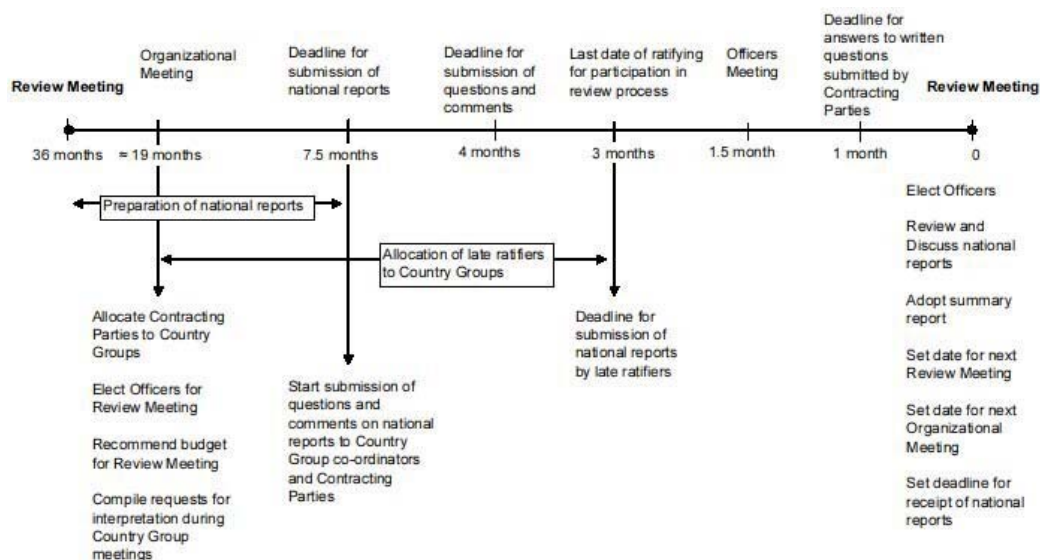 Review Meeting
Organizational
Meeting
Deadline for
submission of
national reports
Deadline for
submission of
questions and
comments
Last date of ratifying
for participation in
review process
Officers
Meeting
Deadline for
answers to written
questions
submitted by
Contracting
Parties
Review Meeting
36 months
≈ 19 months
7.5 months
4 months
3 months
1.5 month
1 month
0
Preparation of national reports
Allocation of late ratifiers
to Country Groups
Allocate Contracting
Parties to Country
Groups
Elect Officers for
Review Meeting
Recommend budget
for Review Meeting
Compile requests for
interpretation during
Country Group
meetings
Start submission of
questions and
comments on national
reports to Country
Group co-ordinators
and Contracting
Parties
Deadline for
submission of
national reports
by late ratifiers
Elect Officers
Review and
Discuss national
reports
Adopt summary
report
Set date for next
Review Meeting
Set date for next
Organizational
Meeting
Set deadline for
receipt of national
reports